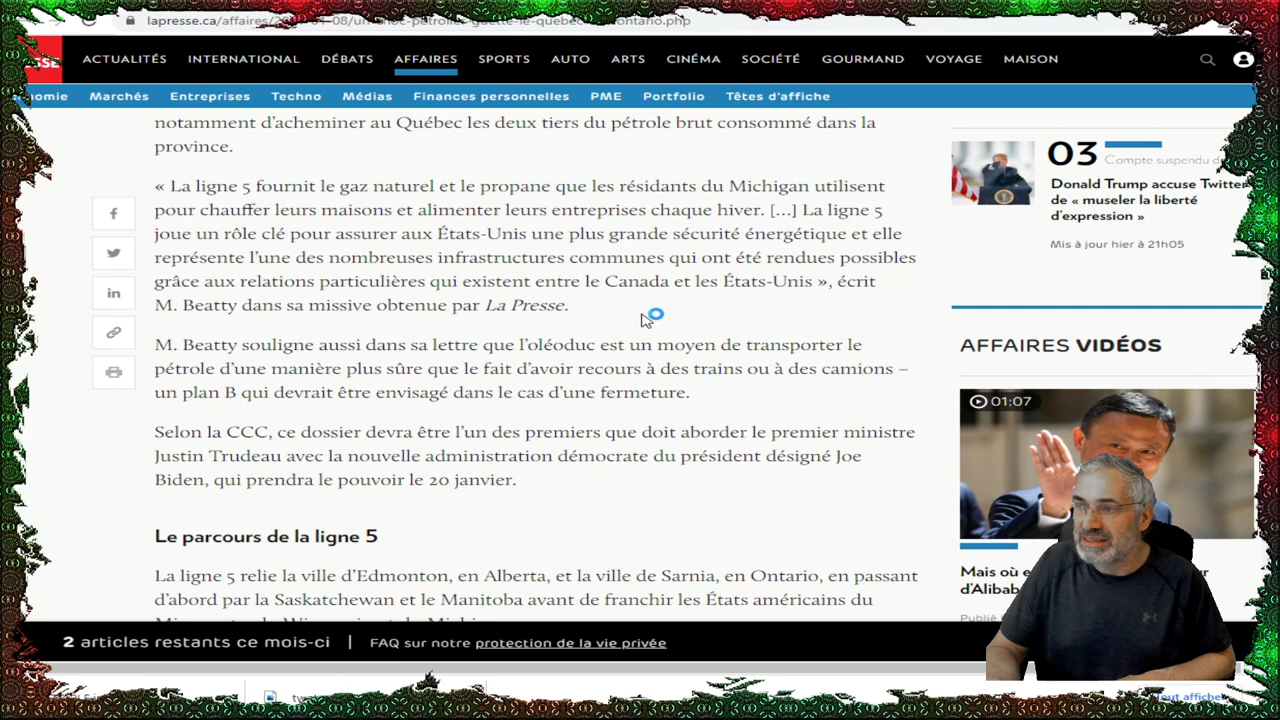 lapresse.ca/affaires/
ACTUALITÉS INTERNATIONAL DÉBATS AFFAIRES SPORTS AUTO ARTS CINÉMA SOCIÉTÉ GOURMAND VOYAGE MAISON
Marchés Entreprises Techno Médias Finances personnelles PME Portfolio Têtes d'affiche
notamment d'acheminer au Québec les deux tiers du pétrole brut consommé dans la
province.
« La ligne 5 fournit le gaz naturel et le propane que les résidants du Michigan utilisent
pour chauffer leurs maisons et alimenter leurs entreprises chaque hiver. […] La ligne 5
joue un rôle clé pour assurer aux États-Unis une plus grande sécurité énergétique et elle
représente l'une des nombreuses infrastructures communes qui ont été rendues possibles
grâce aux relations particulières qui existent entre le Canada et les États-Unis », écrit
M. Beatty dans sa missive obtenue par La Presse.
M. Beatty souligne aussi dans sa lettre que l'oléoduc est un moyen de transporter le
pétrole d'une manière plus sûre que le fait d'avoir recours à des trains ou à des camions –
un plan B qui devrait être envisagé dans le cas d'une fermeture.
Selon la CCC, ce dossier devra être l'un des premiers que doit aborder le premier ministre
Justin Trudeau avec la nouvelle administration démocrate du président désigné Joe
Biden, qui prendra le pouvoir le 20 janvier.
Le parcours de la ligne 5
La ligne 5 relie la ville d'Edmonton, en Alberta, et la ville de Sarnia, en Ontario, en passant
d'abord par la Saskatchewan et le Manitoba avant de franchir les États américains du
03
Compte suspendu
Donald Trump accuse Twitter
de « museler la liberté
d'expression »
Mis à jour hier à 21h05
AFFAIRES VIDÉOS
01:07
Mais où
d'Alibab
Publié
2 articles restants ce mois-ci | FAQ sur notre protection de la vie privée
Tout affiche